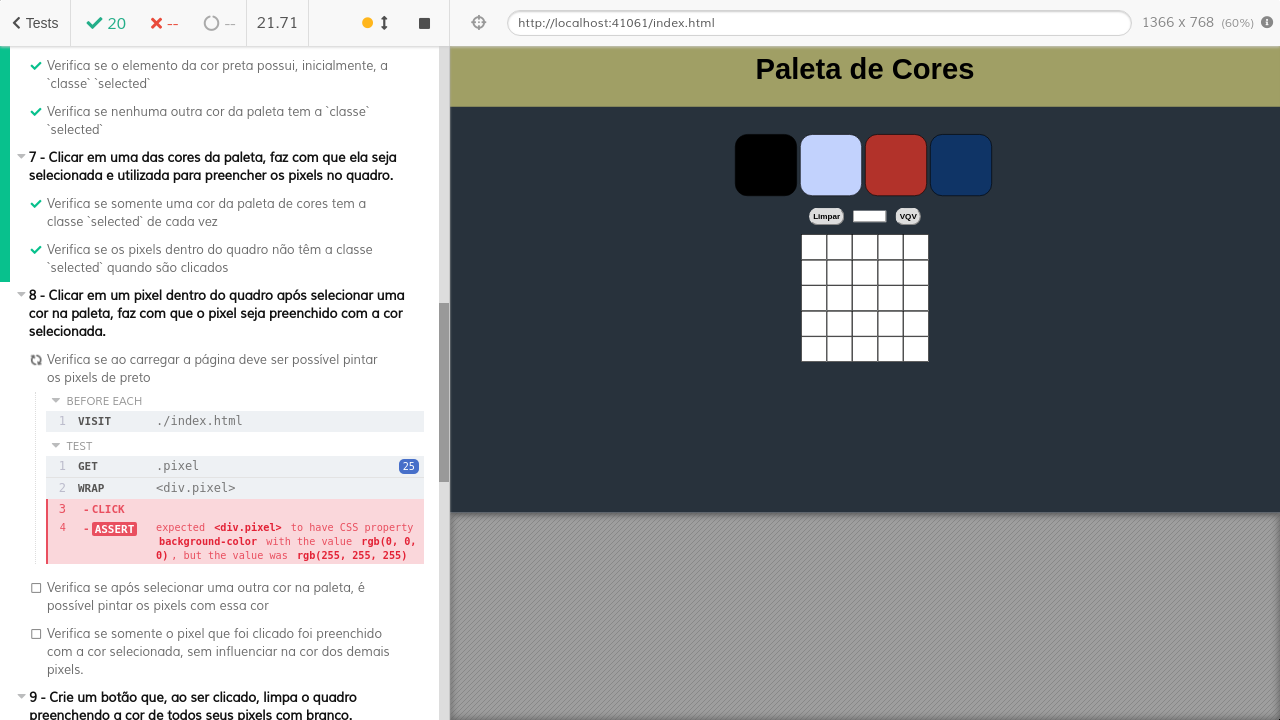 Tests
20
--
--
21.71
http://localhost:41061/index.html
1366 x 768 (60%)
Verifica se o elemento da cor preta possui, inicialmente, a
`classe` `selected`
Verifica se nenhuma outra cor da paleta tem a `classe`
`selected`
7 - Clicar em uma das cores da paleta, faz com que ela seja
selecionada e utilizada para preencher os pixels no quadro.
Verifica se somente uma cor da paleta de cores tem a
classe `selected` de cada vez
Verifica se os pixels dentro do quadro não têm a classe
`selected` quando são clicados
8 - Clicar em um pixel dentro do quadro após selecionar uma
cor na paleta, faz com que o pixel seja preenchido com a cor
selecionada.
Verifica se ao carregar a página deve ser possível pintar
os pixels de preto
BEFORE EACH
1 VISIT ./index.html
TEST
1 GET .pixel 25
2 WRAP <div.pixel>
3 -CLICK
4 -ASSERT expected <div.pixel> to have CSS property
background-color with the value rgb(0, 0,
0), but the value was rgb(255, 255, 255)
Verifica se após selecionar uma outra cor na paleta, é
possível pintar os pixels com essa cor
Verifica se somente o pixel que foi clicado foi preenchido
com a cor selecionada, sem influenciar na cor dos demais
pixels.
9 - Crie um botão que, ao ser clicado, limpa o quadro
preenchendo a cor de todos seus pixels com branco.
Paleta de Cores
Limpar
VQV